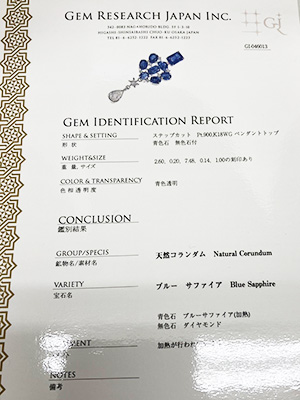 GEM RESEARCH JAPAN INC.
Gi
GI 046013
GEM IDENTIFICATION REPORT
SHAPE & SETTING ステップカット Pt.900,K18WG ペンダントトップ
形 状 青色石 無色石付
WEIGHT&SIZE 2.60, 0.20, 7.48, 0.14, 1.00の刻印あり
重量,サイズ
COLOR & TRANSPARENCY 青色透明
色相透明度
CONCLUSION
鑑別結果
GROUP/SPECIS 天然コランダム Natural Corundum
鉱物名/素材名
VARIETY ブルー サファイア Blue Sapphire
宝石名
青色石 ブルーサファイア(加熱)
無色石 ダイヤモンド
MENT 加熱が行われ
NOTES
備考